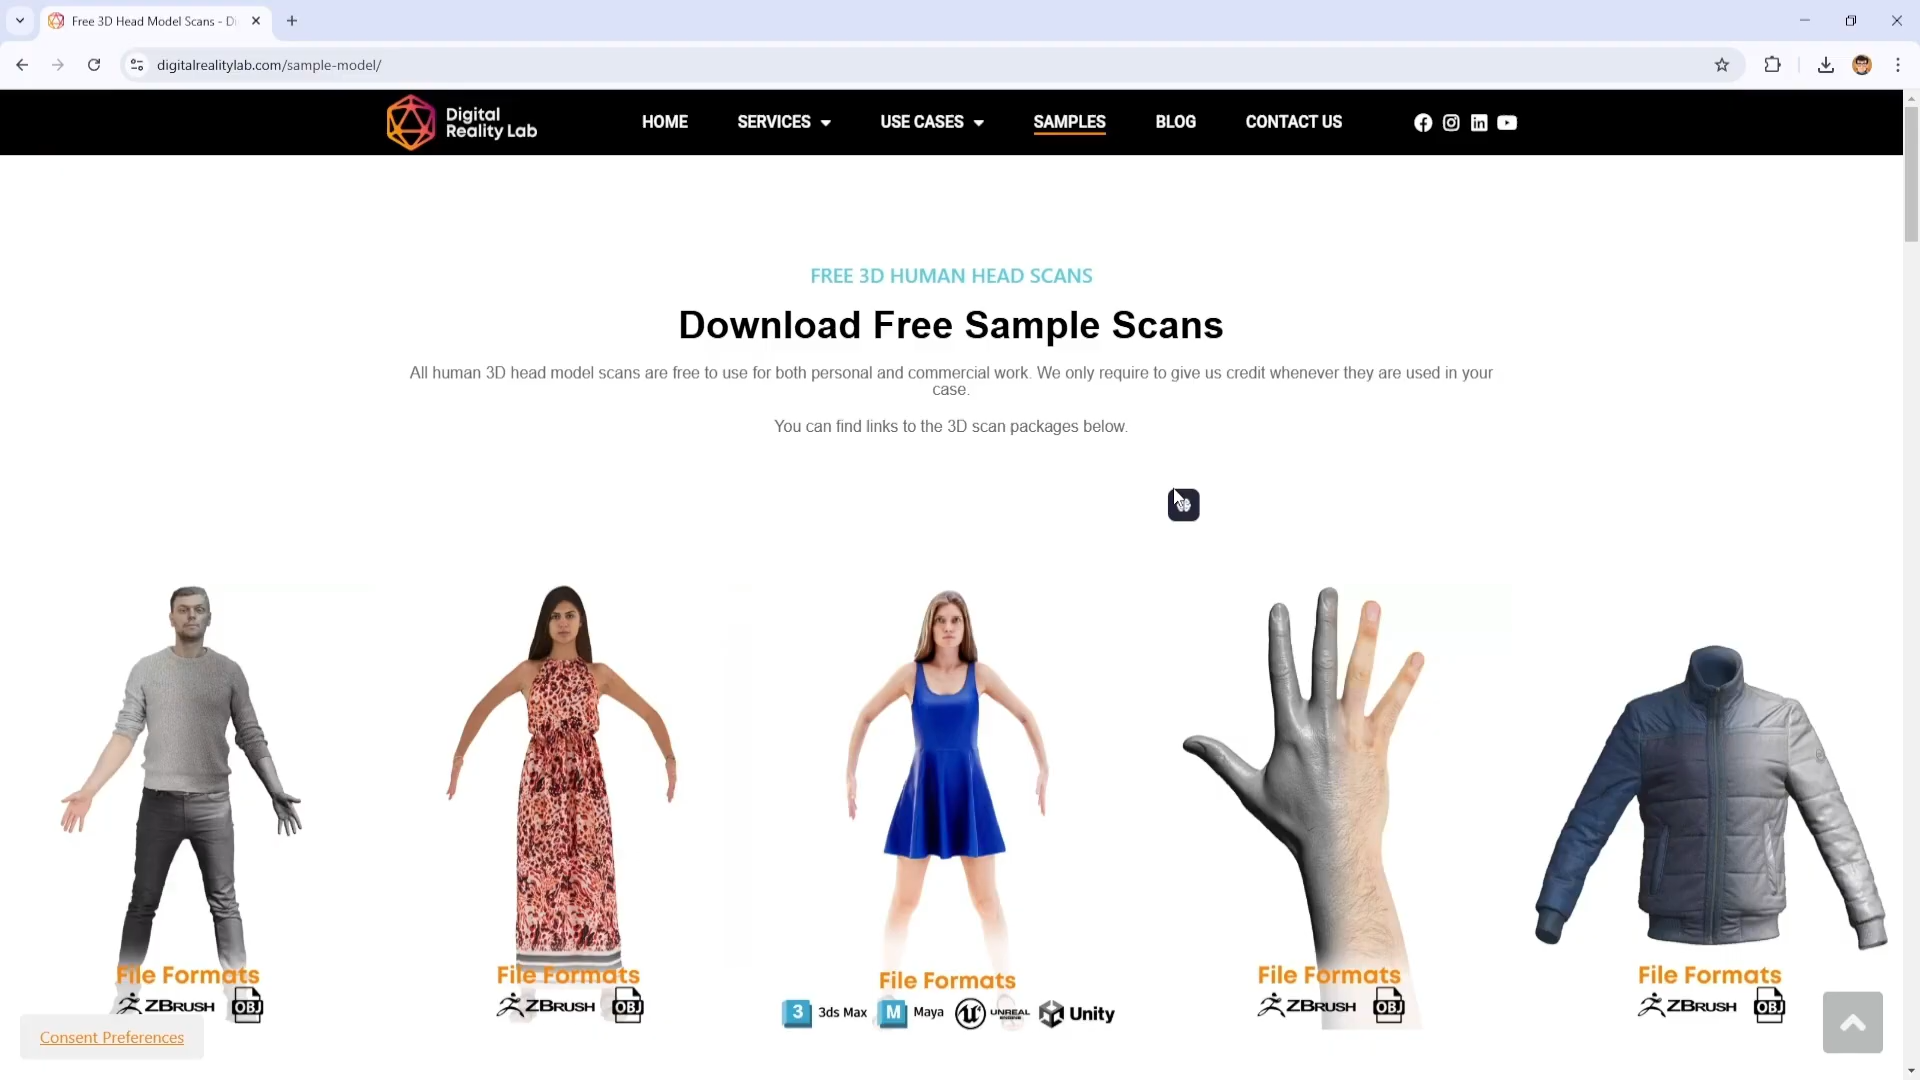 Free 3D Head Model Scans - Di
digitalrealitylab.com/sample-model/
Digital
Reality Lab
HOME
SERVICES
USE CASES
SAMPLES
BLOG
CONTACT US
FREE 3D HUMAN HEAD SCANS
Download Free Sample Scans
All human 3D head model scans are free to use for both personal and commercial work. We only require to give us credit whenever they are used in your
case.
You can find links to the 3D scan packages below.
File Formats
ZBRUSH OBJ
File Formats
ZBRUSH OBJ
File Formats
3 3ds Max M Maya UNREAL Unity
File Formats
ZBRUSH OBJ
File Formats
ZBRUSH OBJ
Consent Preferences